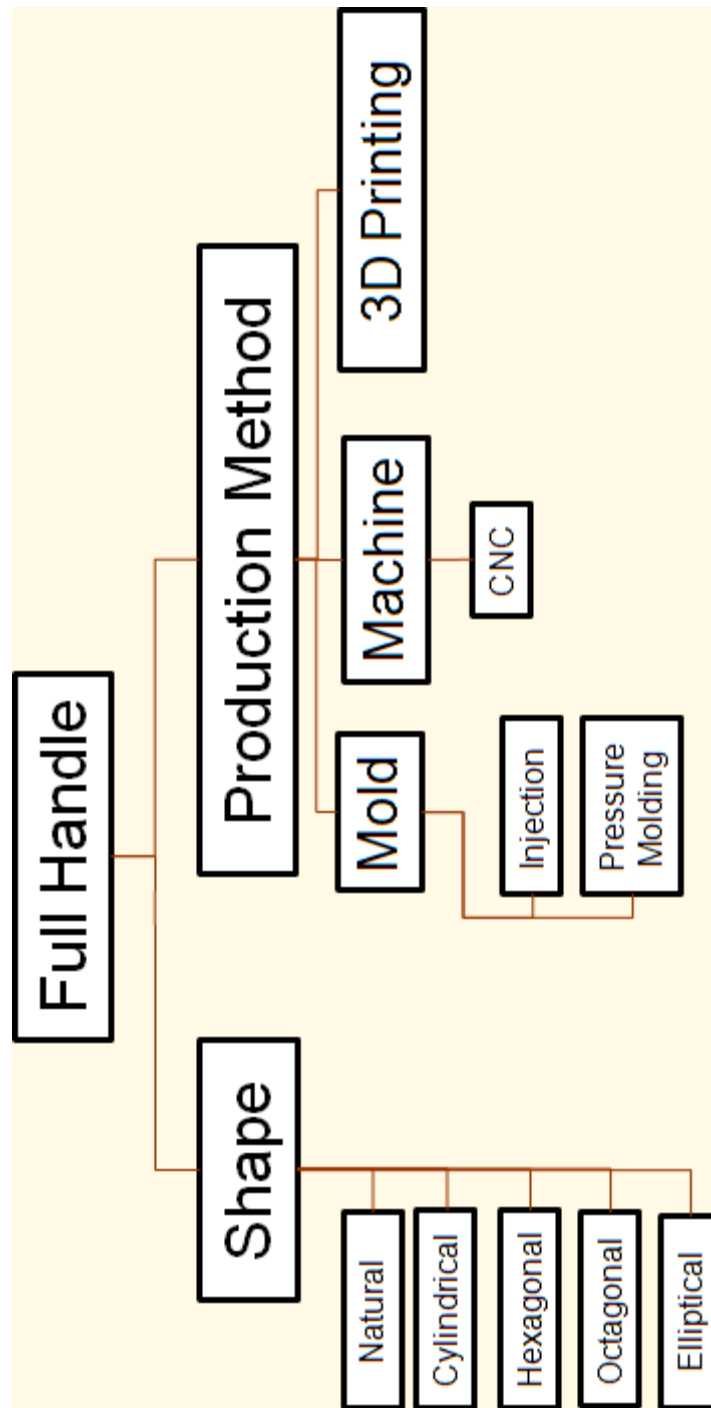 Full Handle
Shape
Production Method
Natural
Cylindrical
Hexagonal
Octagonal
Elliptical
Mold
Machine
3D Printing
Injection
Pressure
Molding
CNC